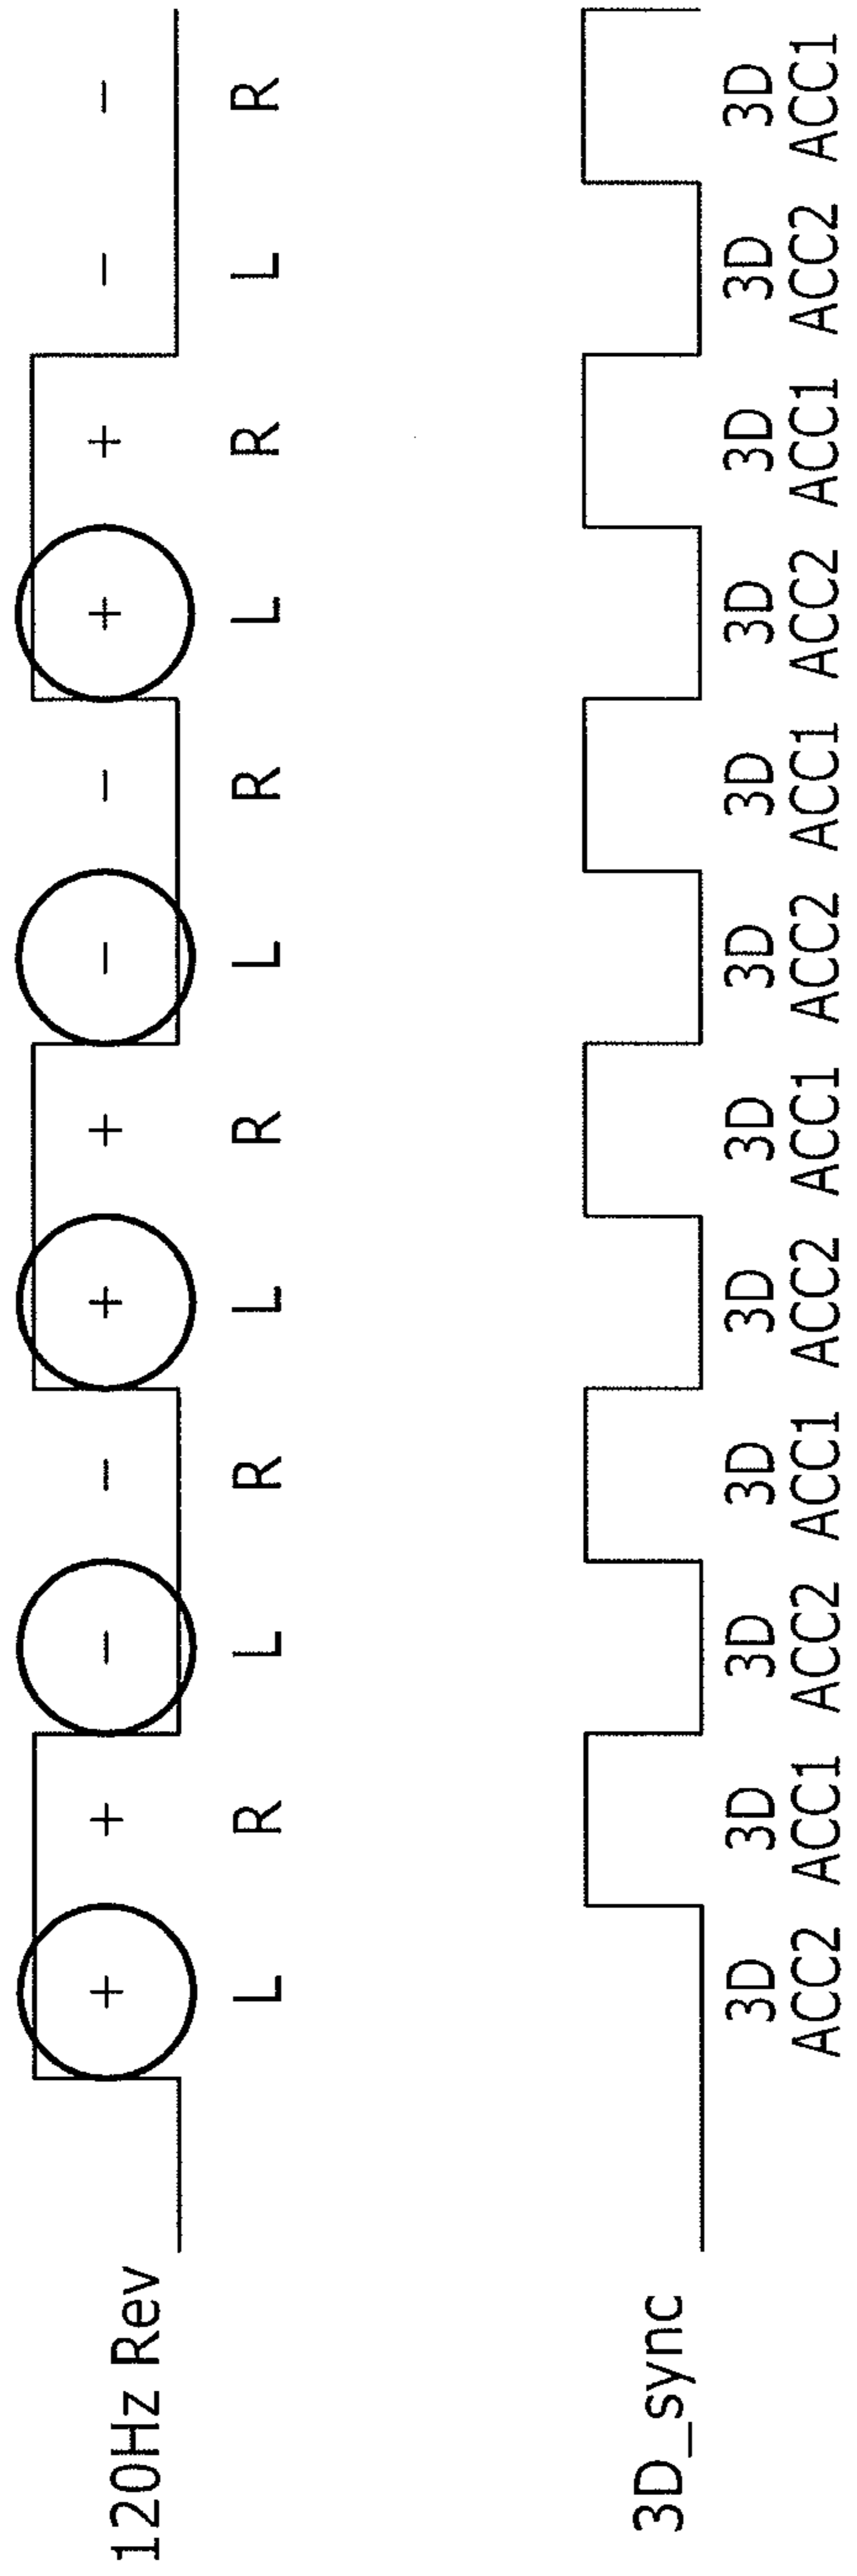 120Hz Rev
+ + - - + + - - + + - -
L R L R L R L R L R L R
3D_sync
3D 3D 3D 3D 3D 3D 3D 3D 3D 3D 3D 3D
ACC2 ACC1 ACC2 ACC1 ACC2 ACC1 ACC2 ACC1 ACC2 ACC1 ACC2 ACC1